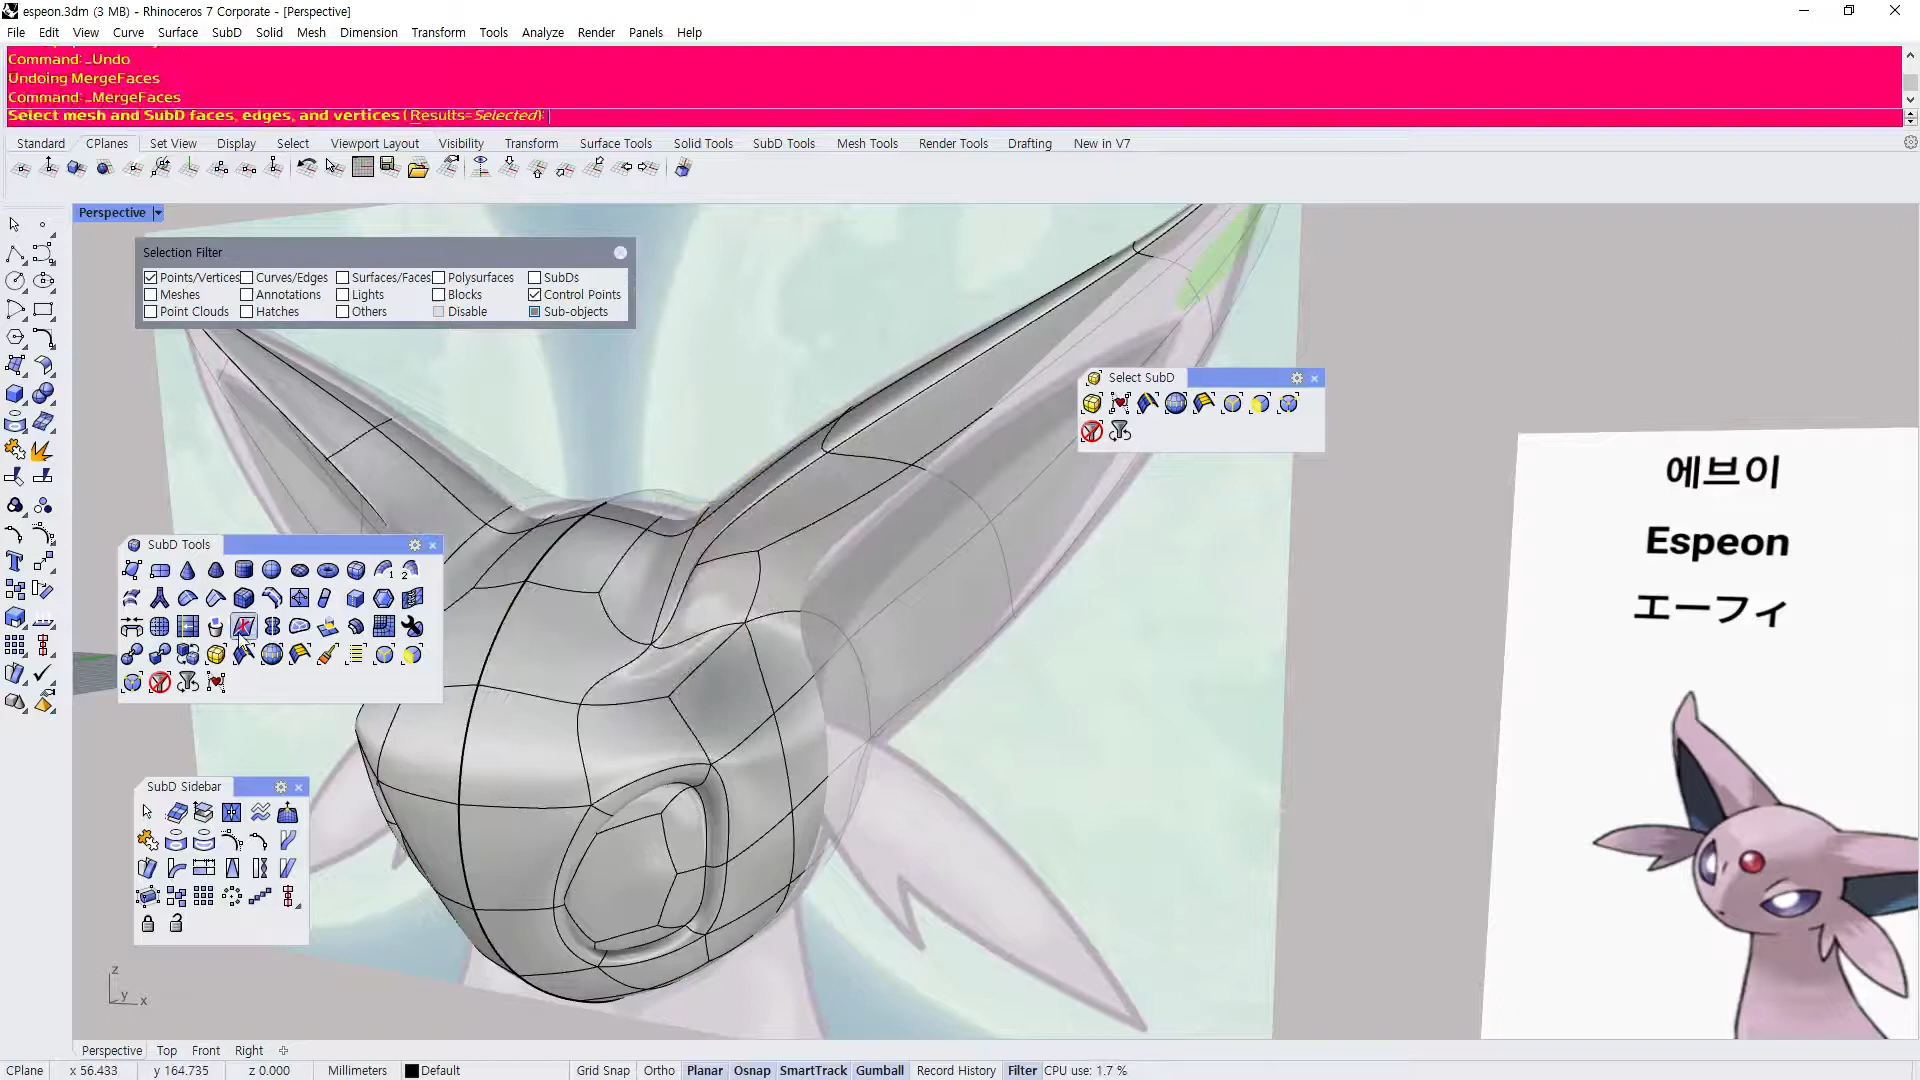 espeon.3dm (3 MB) - Rhinoceros 7 Corporate - [Perspective]
File Edit View Curve Surface SubD Solid Mesh Dimension Transform Tools Analyze Render Panels Help
Command: _Undo
Undoing MergeFaces
Command: _MergeFaces
Select mesh and SubD faces, edges, and vertices ( Results=Selected ):
Standard CPlanes Set View Display Select Viewport Layout Visibility Transform Surface Tools Solid Tools SubD Tools Mesh Tools Render Tools Drafting New in V7
Perspective
Selection Filter
Points/Vertices Curves/Edges Surfaces/Faces Polysurfaces SubDs
Meshes Annotations Lights Blocks Control Points
Point Clouds Hatches Others Disable Sub-objects
Select SubD
에브이
Espeon
エーフィ
SubD Tools
1 2
SubD Sidebar
z
y x
Perspective Top Front Right
CPlane x 56.433 y 164.735 z 0.000 Millimeters Default Grid Snap Ortho Planar Osnap SmartTrack Gumball Record History Filter CPU use: 1.7 %